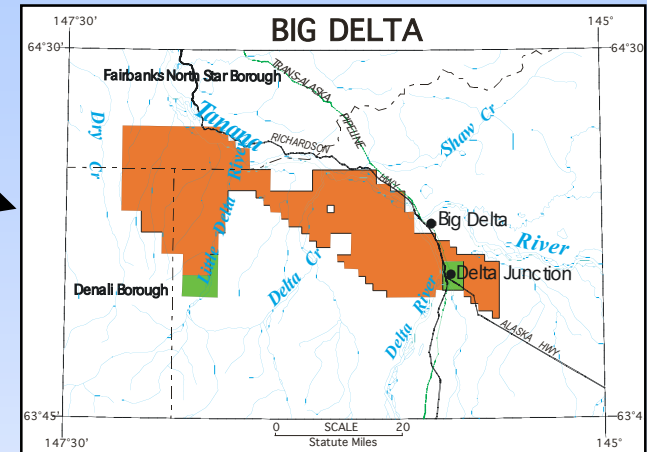 147°30'
BIG DELTA
145°
64°30'
64°30
Fairbanks North Star Borough
TRANS-ALASKA
PIPELINE
Dry Cr
Tanana
River
RICHARDSON
HWY
Shaw Cr
Little Delta
Big Delta
River
Delta Cr
Delta Junction
Denali Borough
Delta River
ALASKA HWY
63°45'
63°4
147°30'
0 SCALE 20
Statute Miles
145°